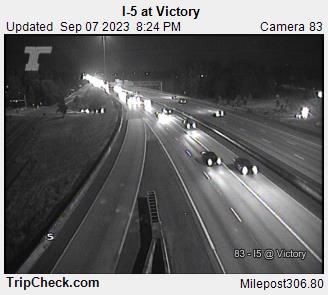 I-5 at Victory
Updated Sep 07 2023 8:24 PM Camera 83
T
S
83 - I5 @ Victory
TripCheck.com Milepost306.80